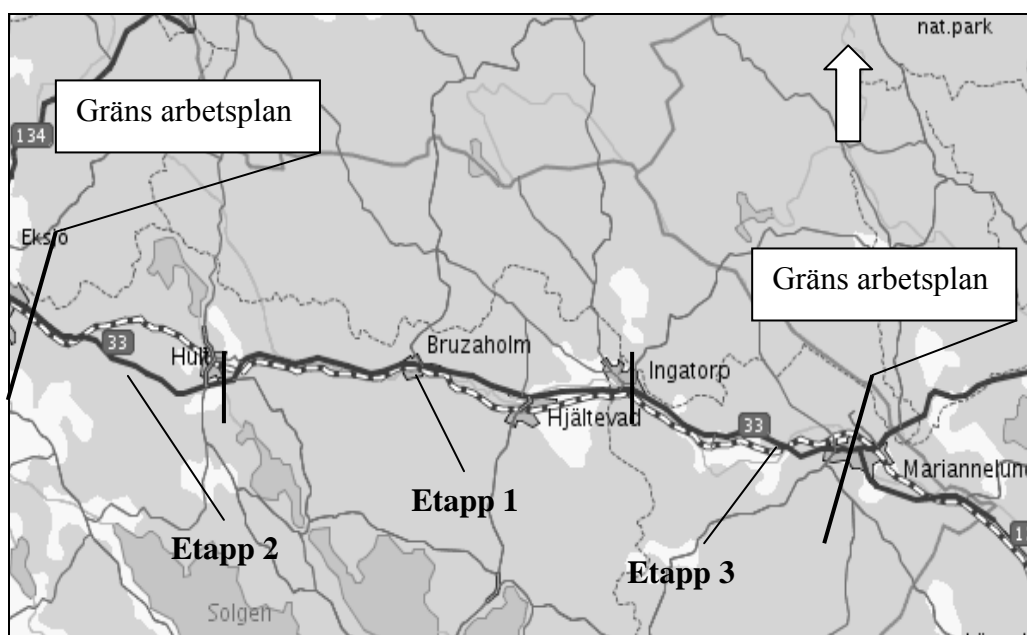 nat.park
Gräns arbetsplan
134
Eksjö
Gräns arbetsplan
33
Hult
Bruzaholm
Ingatorp
Hjältevad
33
Mariannelund
Etapp 1
Etapp 2
Etapp 3
Solgen